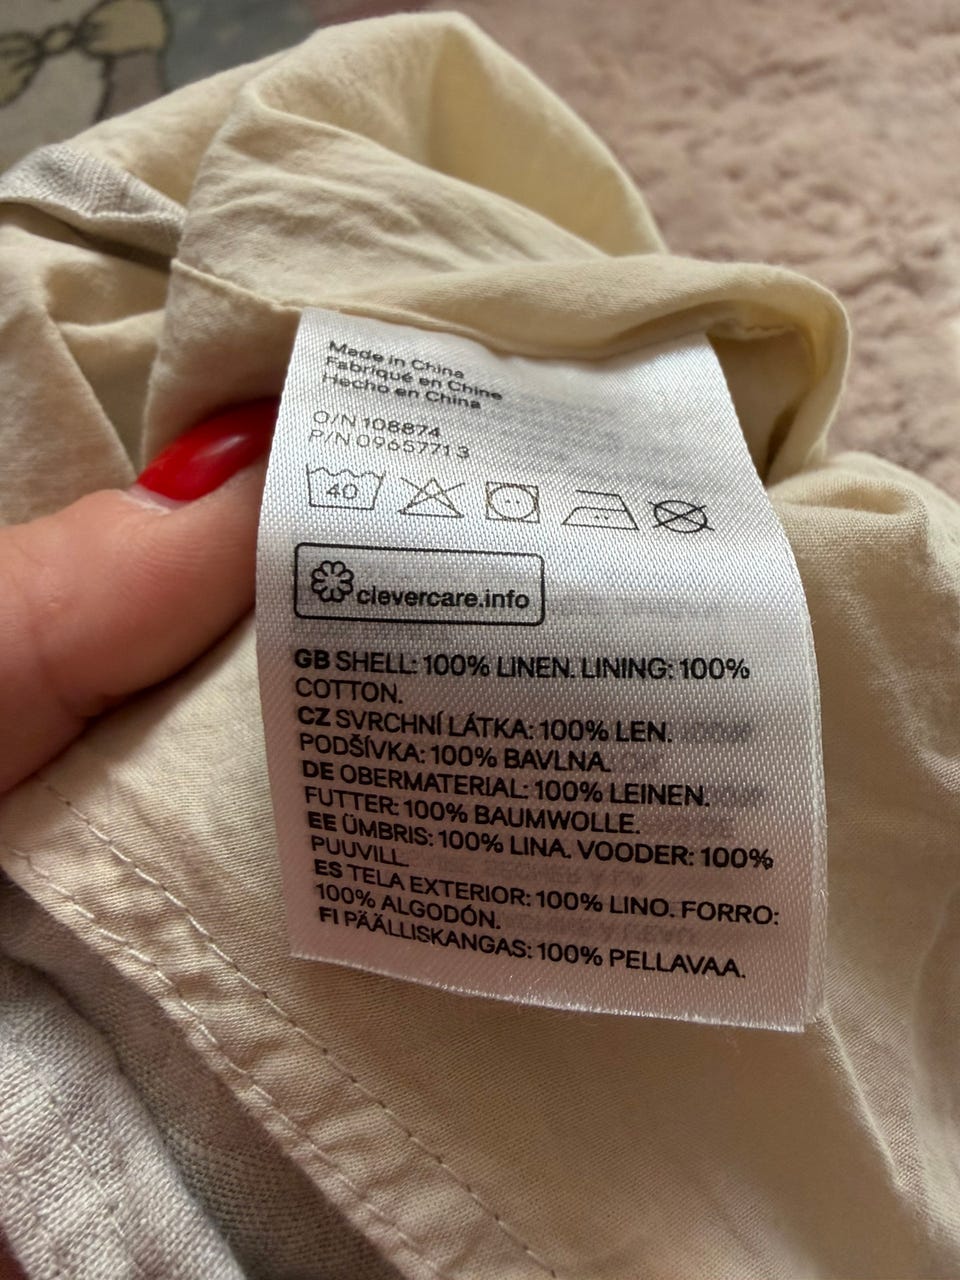 Made in China
Fabriqué en Chine
Hecho en China
O/N 108874
P/N 09657713
40
clevercare.info
GB SHELL: 100% LINEN. LINING: 100%
COTTON.
CZ SVRCHNÍ LÁTKA: 100% LEN.
PODŠÍVKA: 100% BAVLNA.
DE OBERMATERIAL: 100% LEINEN.
FUTTER: 100% BAUMWOLLE.
EE ÜMBRIS: 100% LINA. VOODER: 100%
PUUVILL.
ES TELA EXTERIOR: 100% LINO. FORRO:
100% ALGODÓN.
FI PÄÄLLISKANGAS: 100% PELLAVAA.